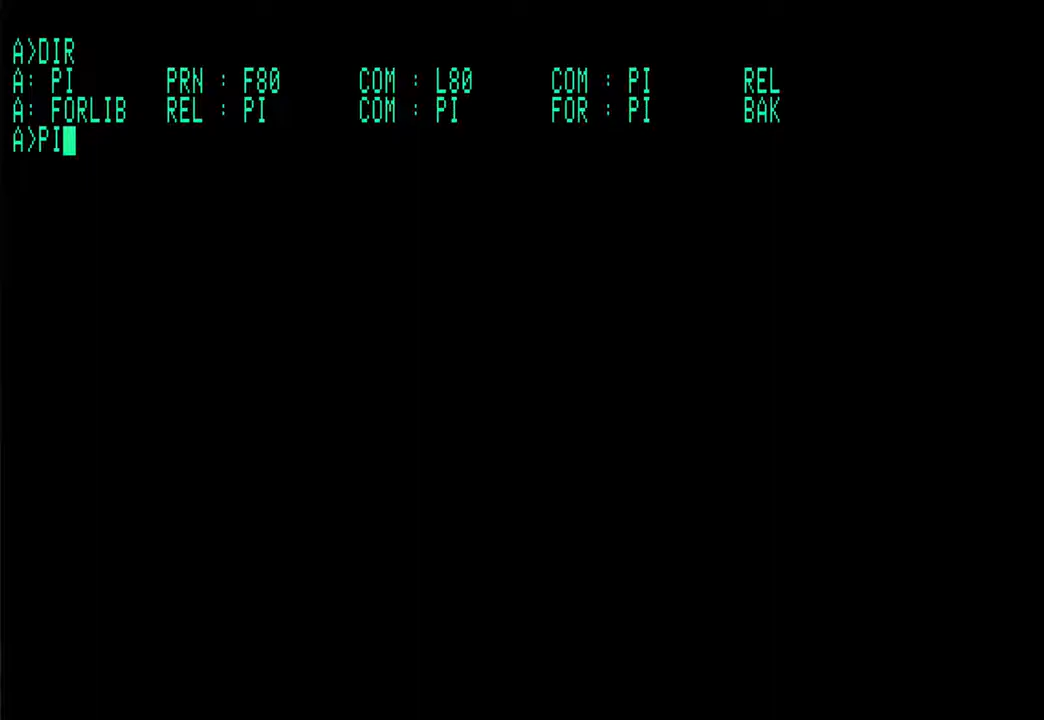 A>DIR
A: PI       PRN : F80      COM : L80      COM : PI       REL
A: FORLIB   REL : PI       COM : PI       FOR : PI       BAK
A>PI